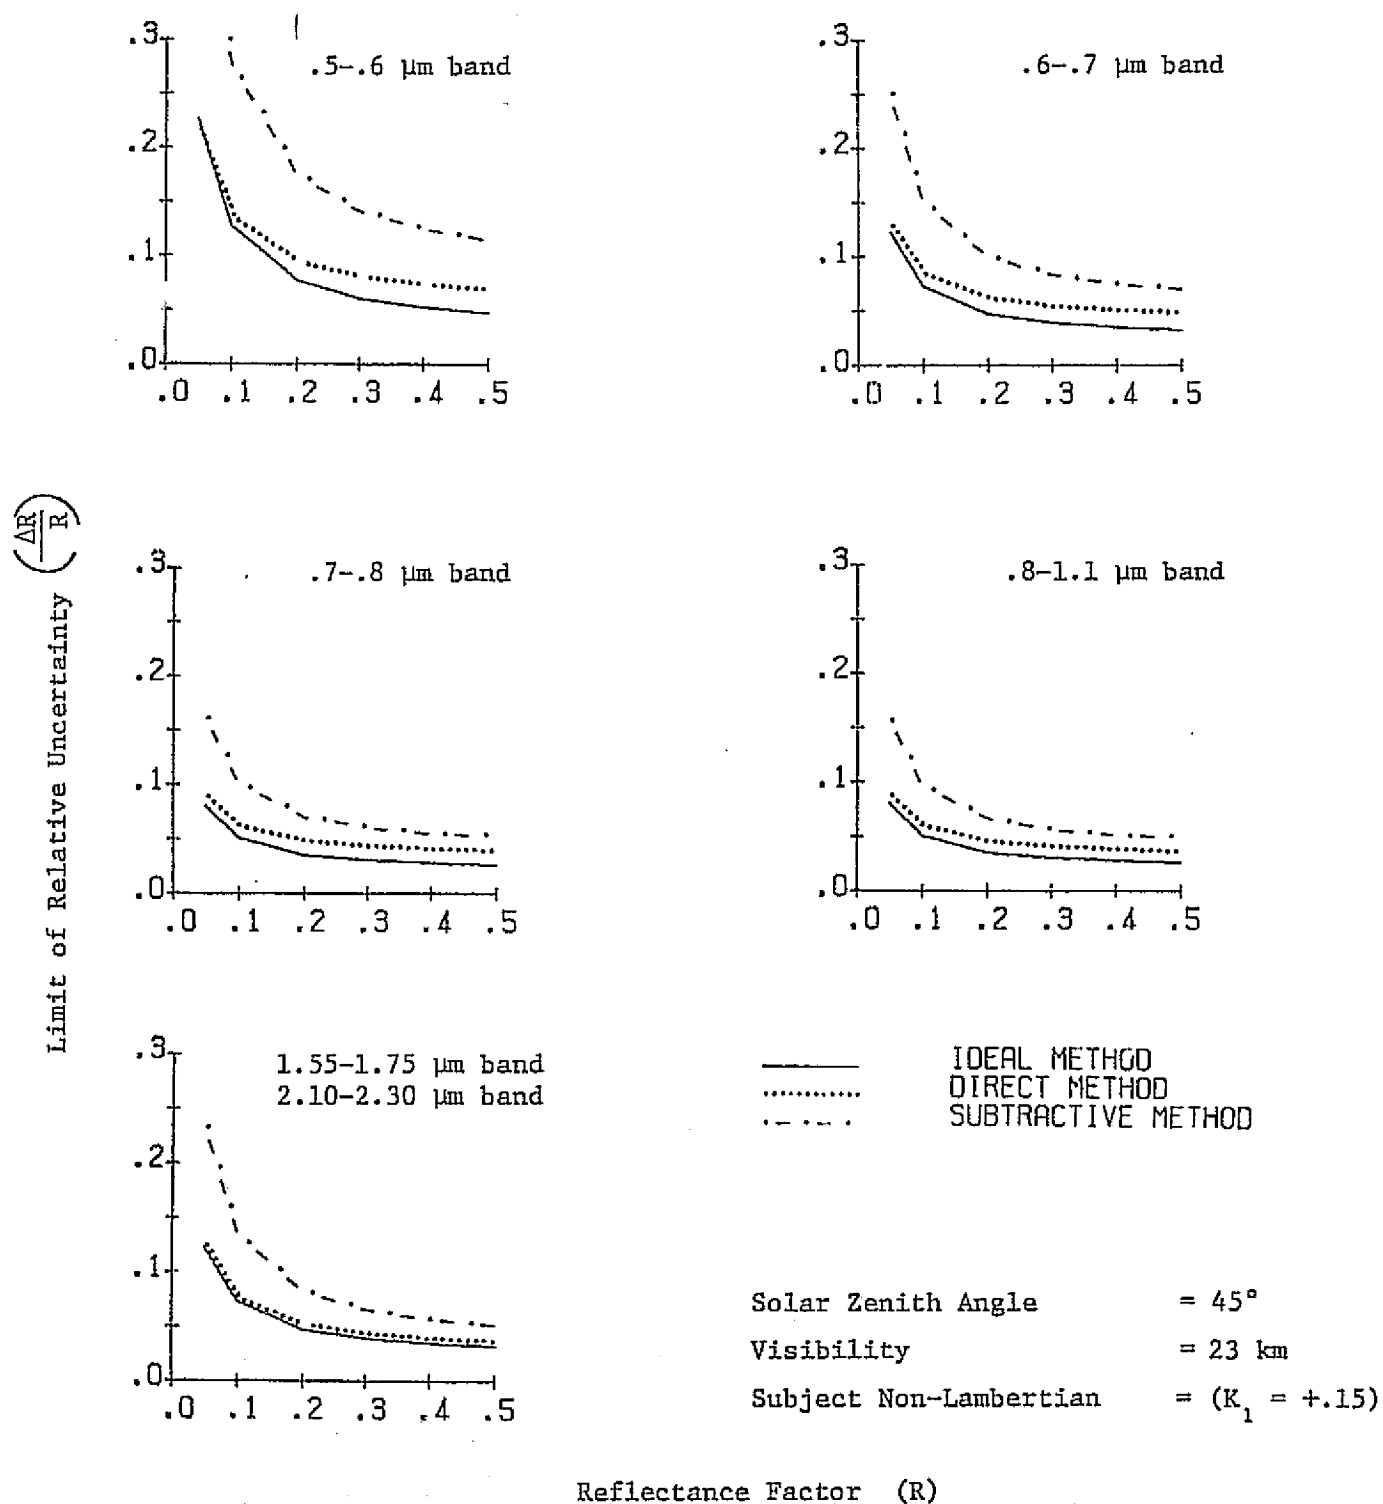 .5-.6 µm band
.3
.2
.1
.0
.0 .1 .2 .3 .4 .5
.6-.7 µm band
.3
.2
.1
.0
.0 .1 .2 .3 .4 .5
Limit of Relative Uncertainty (ΔR/R)
.7-.8 µm band
.3
.2
.1
.0
.0 .1 .2 .3 .4 .5
.8-1.1 µm band
.3
.2
.1
.0
.0 .1 .2 .3 .4 .5
1.55-1.75 µm band
2.10-2.30 µm band
.3
.2
.1
.0
.0 .1 .2 .3 .4 .5
IDEAL METHOD
DIRECT METHOD
SUBTRACTIVE METHOD
Solar Zenith Angle = 45°
Visibility = 23 km
Subject Non-Lambertian = (K₁ = +.15)
Reflectance Factor (R)